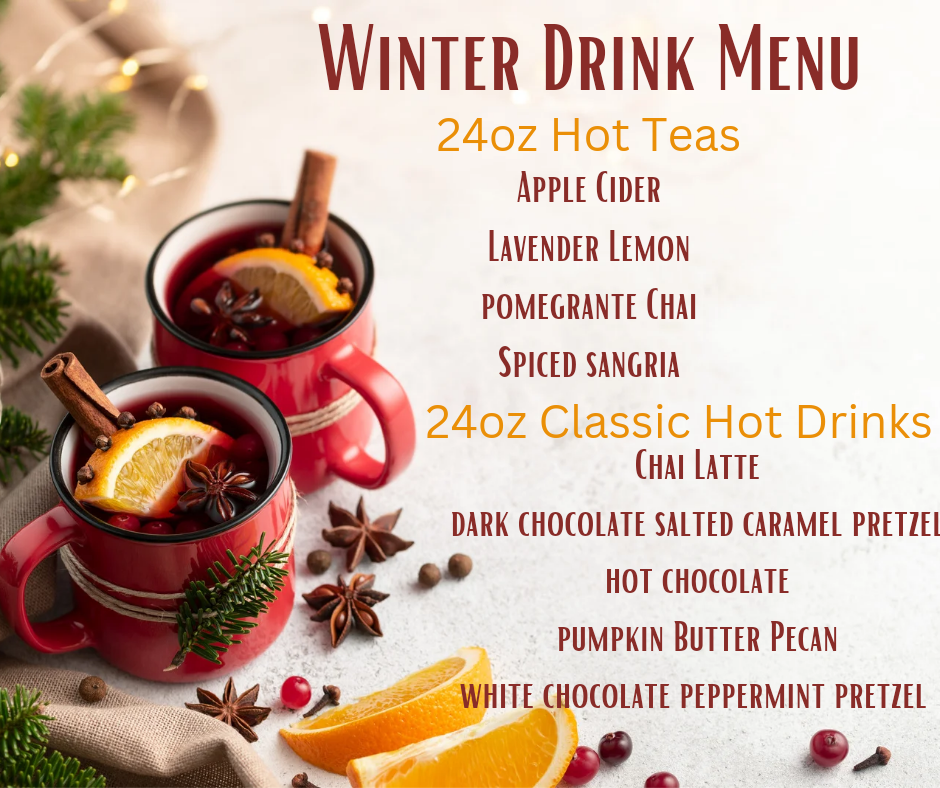 Winter Drink Menu
24oz Hot Teas
Apple Cider
Lavender Lemon
pomegrante Chai
Spiced sangria
24oz Classic Hot Drinks
Chai Latte
dark chocolate salted caramel pretzel
hot chocolate
pumpkin Butter Pecan
white chocolate peppermint pretzel